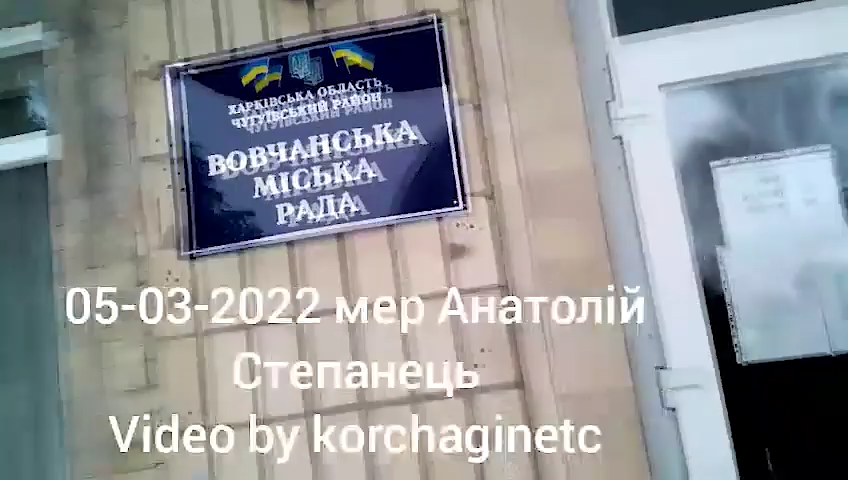 ХАРКІВСЬКА ОБЛАСТЬ
ЧУГУЇВСЬКИЙ РАЙОН
ВОВЧАНСЬКА
МІСЬКА
РАДА
05-03-2022 мер Анатолій
Степанець
Video by korchaginetc